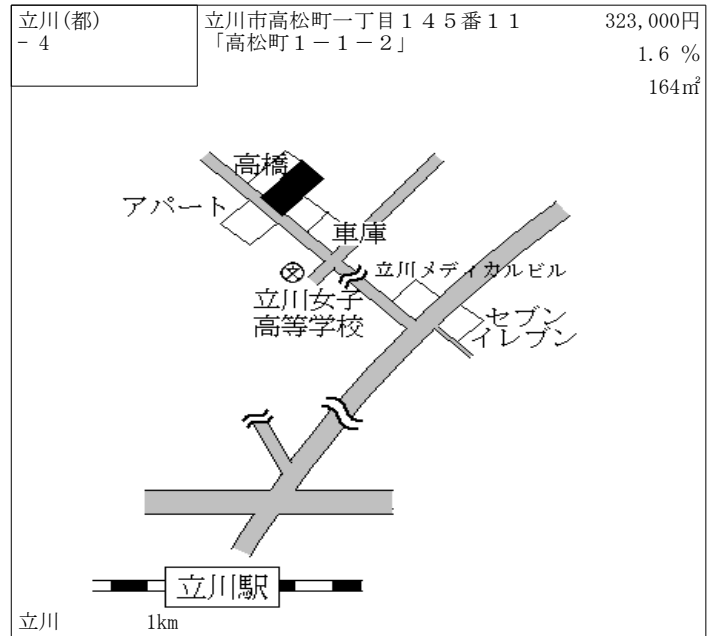 立川(都)
- 4
立川市高松町一丁目１４５番１１
「高松町１－１－２」
323,000円
1.6 %
164㎡
高橋
アパート
車庫
立川メディカルビル
立川女子
高等学校
セブン
イレブン
立川駅
立川 1km